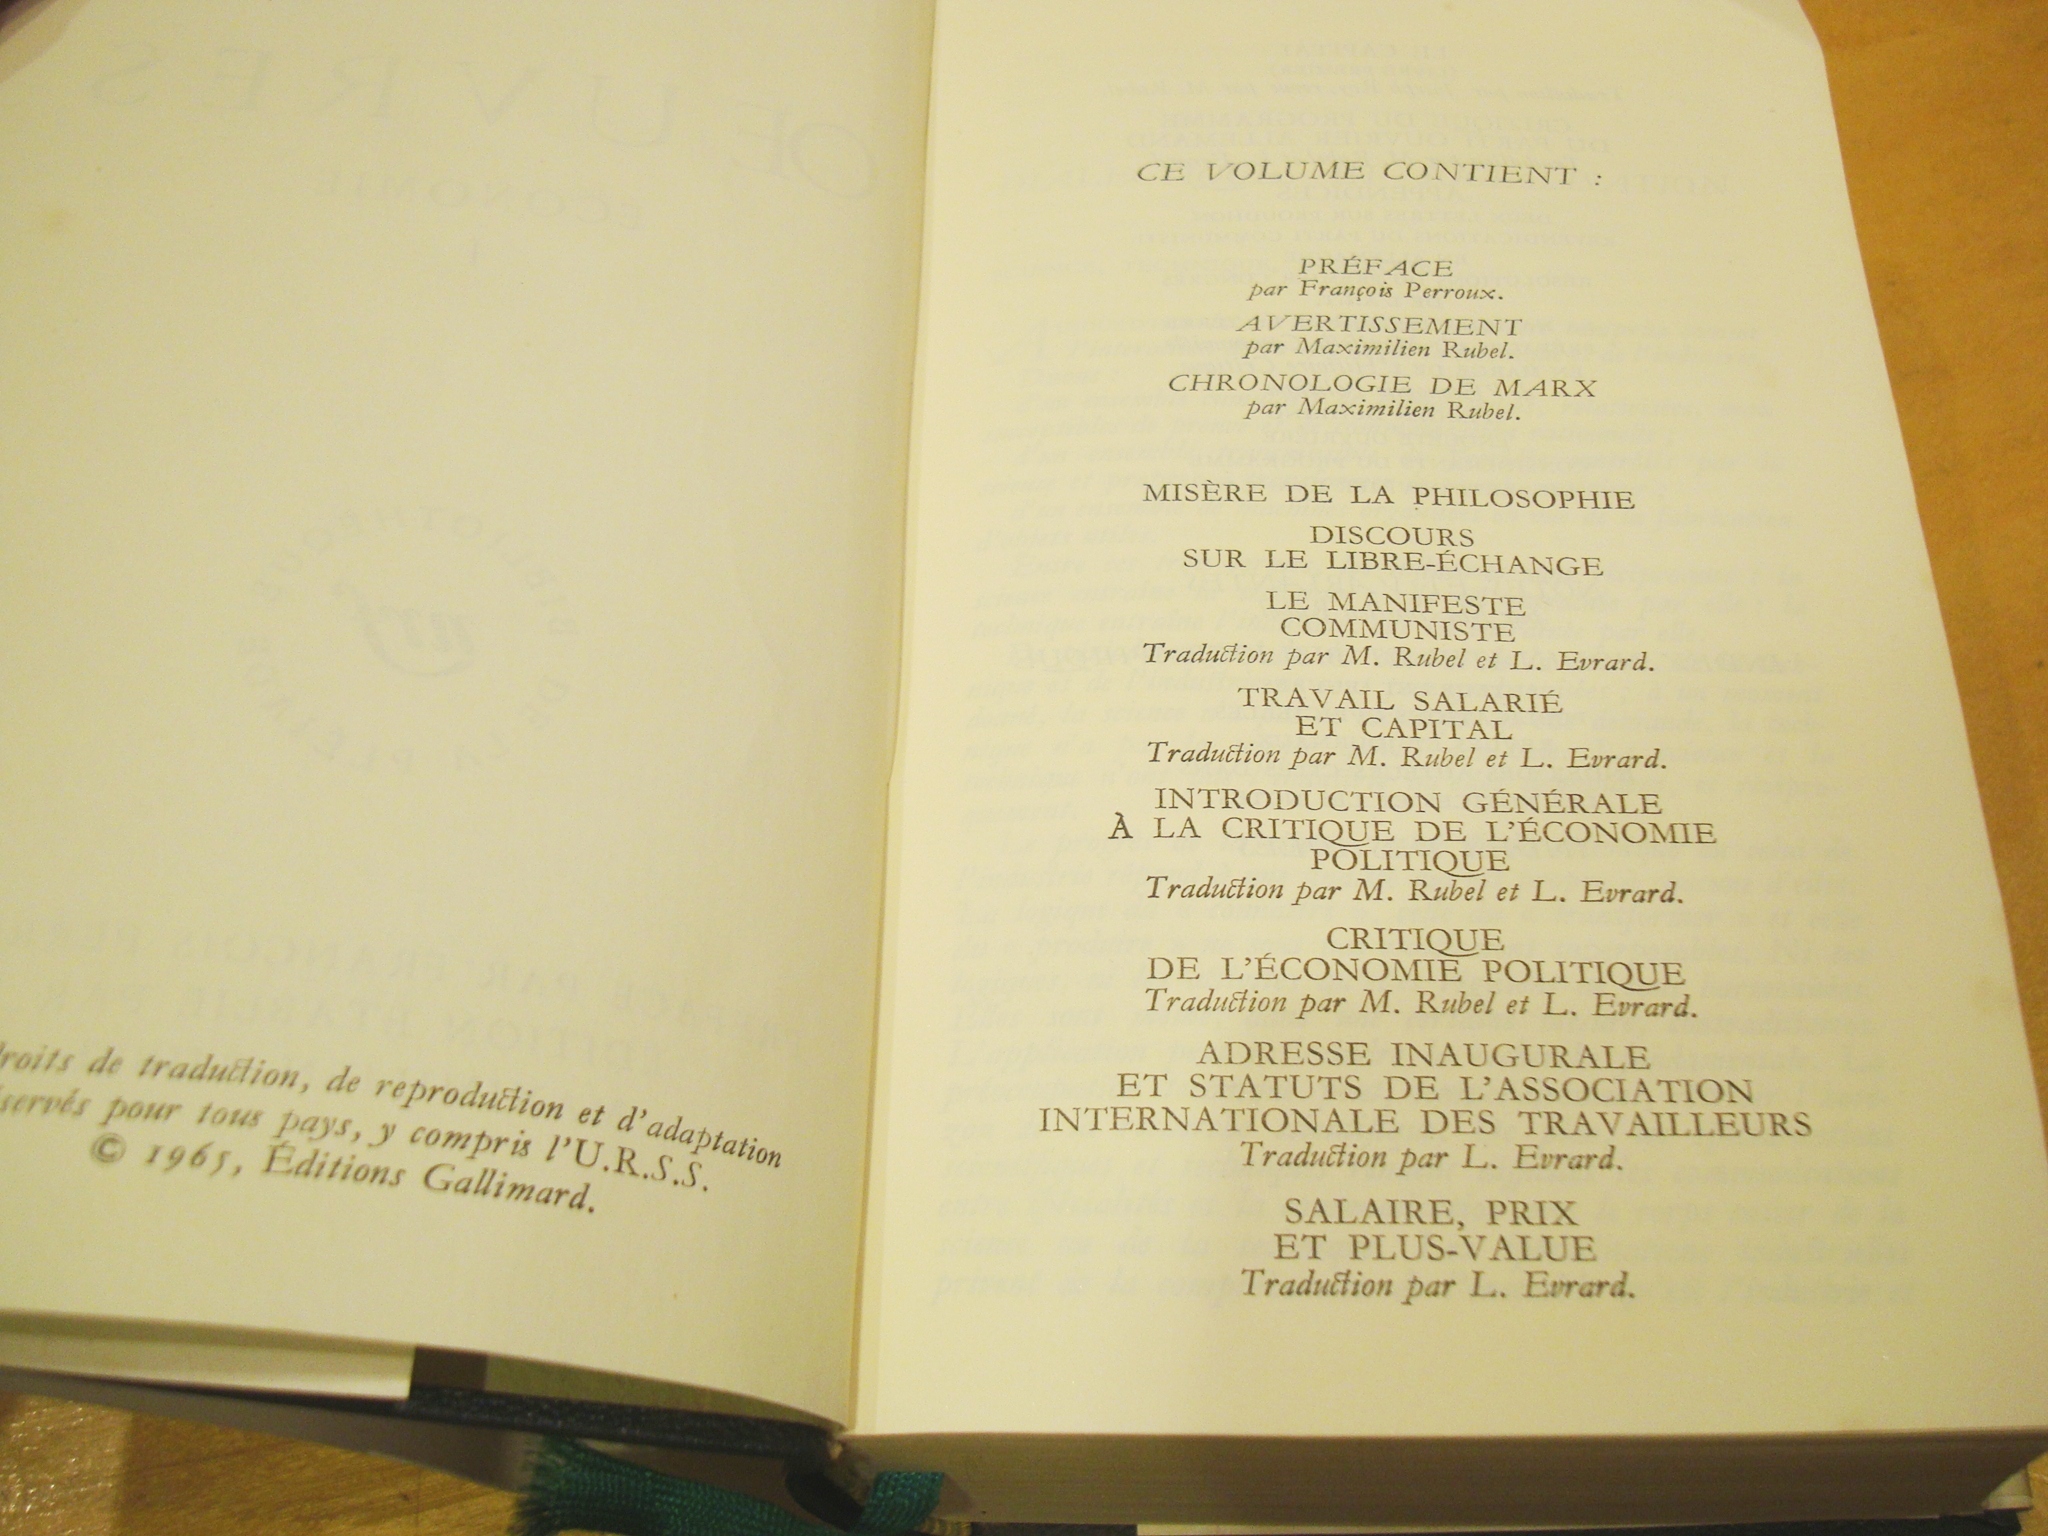 droits de traduction, de reproduction et d'adaptation
servés pour tous pays, y compris l'U.R.S.S.
© 1965, Éditions Gallimard.
CE VOLUME CONTIENT :
PRÉFACE
par François Perroux.
AVERTISSEMENT
par Maximilien Rubel.
CHRONOLOGIE DE MARX
par Maximilien Rubel.
MISÈRE DE LA PHILOSOPHIE
DISCOURS
SUR LE LIBRE-ÉCHANGE
LE MANIFESTE
COMMUNISTE
Traduction par M. Rubel et L. Evrard.
TRAVAIL SALARIÉ
ET CAPITAL
Traduction par M. Rubel et L. Evrard.
INTRODUCTION GÉNÉRALE
À LA CRITIQUE DE L'ÉCONOMIE
POLITIQUE
Traduction par M. Rubel et L. Evrard.
CRITIQUE
DE L'ÉCONOMIE POLITIQUE
Traduction par M. Rubel et L. Evrard.
ADRESSE INAUGURALE
ET STATUTS DE L'ASSOCIATION
INTERNATIONALE DES TRAVAILLEURS
Traduction par L. Evrard.
SALAIRE, PRIX
ET PLUS-VALUE
Traduction par L. Evrard.